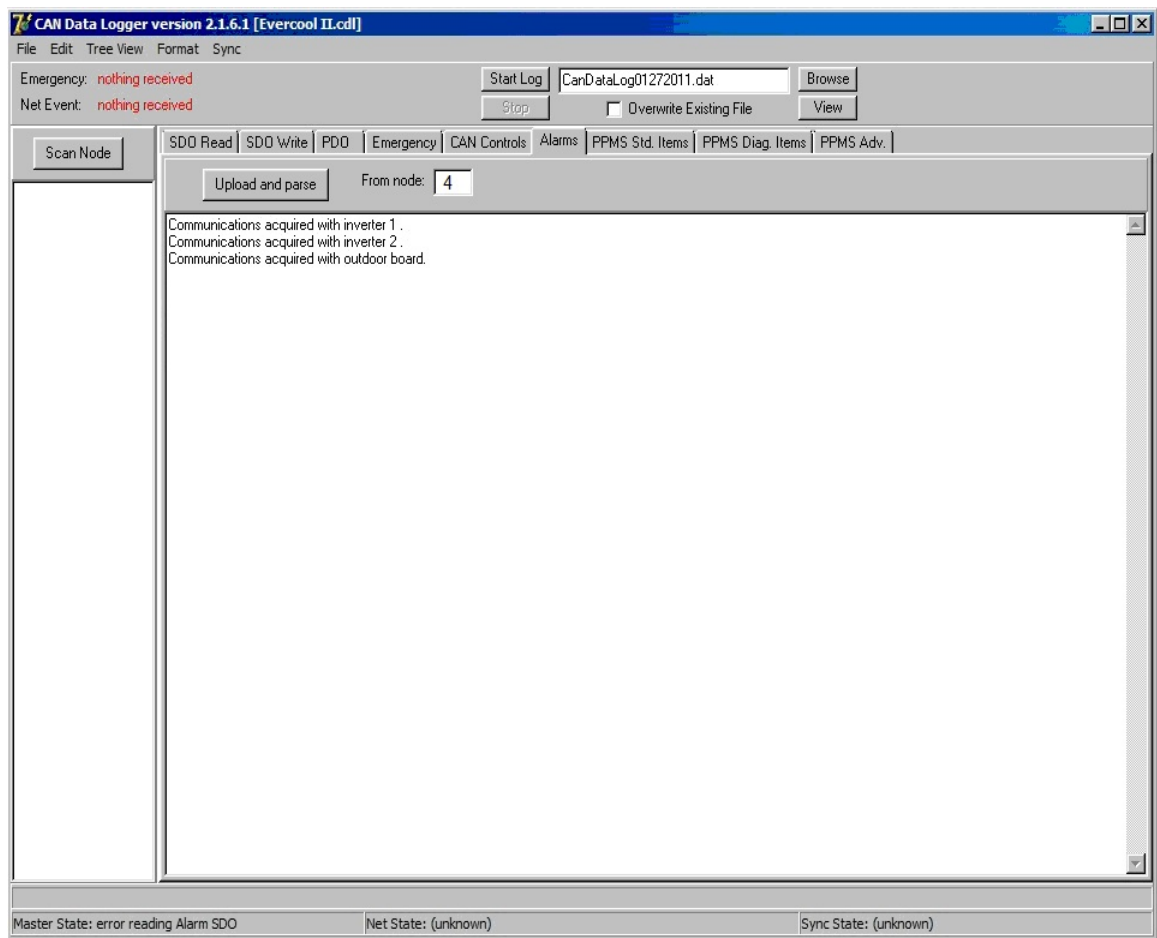 CAN Data Logger version 2.1.6.1 [Evercool II.cdl]
File Edit Tree View Format Sync
Emergency: nothing received
Start Log CanDataLog01272011.dat Browse
Net Event: nothing received
Stop Overwrite Existing File View
Scan Node
SDO Read SDO Write PDO Emergency CAN Controls Alarms PPMS Std. Items PPMS Diag. Items PPMS Adv.
Upload and parse From node: 4
Communications acquired with inverter 1 .
Communications acquired with inverter 2 .
Communications acquired with outdoor board.
Master State: error reading Alarm SDO Net State: (unknown) Sync State: (unknown)